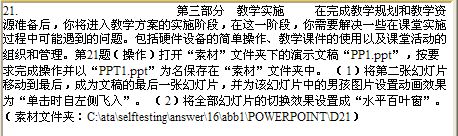 21.                第三部分  教学实施    在完成教学规划和教学资
源准备后，你将进入教学方案的实施阶段，在这一阶段，你需要解决一些在课堂实施
过程中可能遇到的问题。包括硬件设备的简单操作、教学课件的使用以及课堂活动的
组织和管理。第21题（操作）打开“素材”文件夹下的演示文稿“PP1.ppt”，按要
求完成操作并以“PPT1.ppt”为名保存在“素材”文件夹中。（1）将第二张幻灯片
移动到最后，成为文稿的最后一张幻灯片，并为该幻灯片中的男孩图片设置动画效果
为“单击时自左侧飞入”。（2）将全部幻灯片的切换效果设置成“水平百叶窗”。
（素材文件夹：C:\ata\selftesting\answer\16\abb1\POWERPOINT\D21）